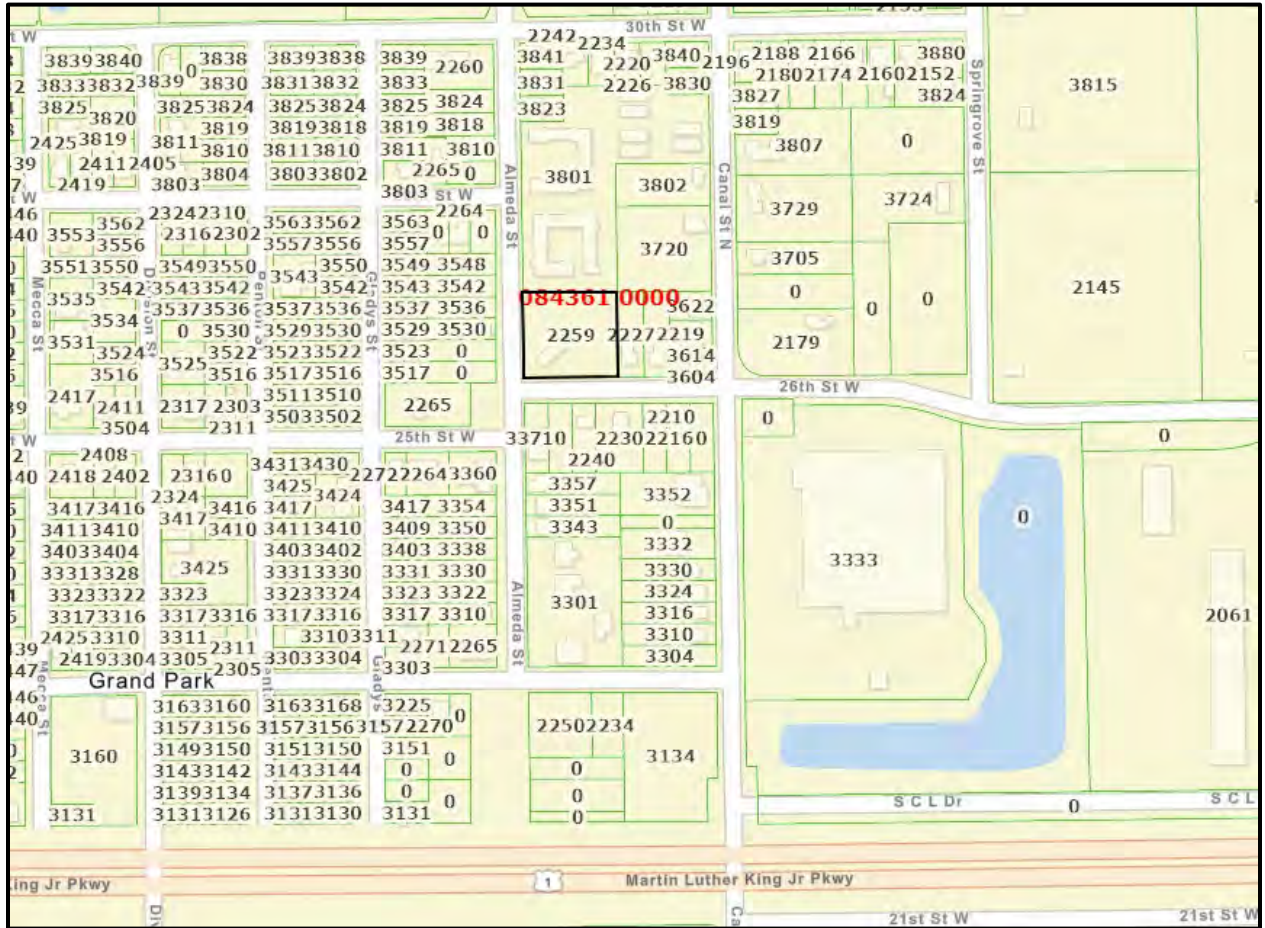 30th St W
2155
2242 2234
3839 3840 0 3838 3839 3838 3839 2260 3841 2220 3840 2196 2188 2166 3880
3833 3832 3839 3830 3831 3832 3833 3831 2226 3830 2180 2174 2160 2152
3825 3820 3825 3824 3825 3824 3825 3824 3823 3827 3824
2425 3819 3811 3819 3819 3818 3819 3818 3819
2411 2405 3810 3811 3810 3811 3810 3801 3802 3807 0 3815
2419 3803 3804 3803 3802 2265 0
3803 St W
Springrove St
Almeda St
Canal St N
3553 3562 2324 2310 3563 3562 3563 2264 3729 3724
3556 2316 2302 3557 3556 3557 0 0 3720
3551 3550 3549 3550 3543 3550 3549 3548 3705
3535 3542 3543 3542 3542 3543 3542 084361 0000 0 0 0 2145
3534 3537 3536 3537 3536 3537 3536 3622
3531 0 3530 3529 3530 3529 3530 2259 2227 2219 2179
3524 3525 3522 3523 3522 3523 0 3614
3516 3516 3517 3516 3517 0 3604
Mecca St
Division St
Gladys St
26th St W
2417 2411 2317 2303 3511 3510 2265 2210 0
3504 2311 3503 3502
25th St W
33710 2230 22160 0
2408 2240
2418 2402 23160 3431 3430 2272 2264 3360 3357 3352
2324 3425 3424 3351
3417 3416 3417 3416 3417 3417 3354 3343 0 0
3411 3410 3410 3411 3410 3409 3350 3332
3403 3404 3425 3403 3402 3403 3338 3333
3331 3328 3331 3330 3331 3330 3330
3323 3322 3323 3323 3324 3323 3322 3301 3324
3317 3316 3317 3316 3317 3316 3317 3310 3316 2061
2425 3310 3311 2311 3310 3311 2271 2265 3310
2419 3304 3305 2305 3303 3304 3303 3304
Almeda St
Grand Park
Mecca St
Gladys
3163 3160 3163 3168 3225 0
3157 3156 3157 3156 3157 2270 2250 2234
3160 3149 3150 3151 3150 3151 0 3134
3143 3142 3143 3144 0 0
3139 3134 3137 3136 0 0 0
3131 3131 3126 3131 3130 3131 0
S C L Dr 0 S C L
King Jr Pkwy 1 Martin Luther King Jr Pkwy
Div
Ca
21st St W 21st St W